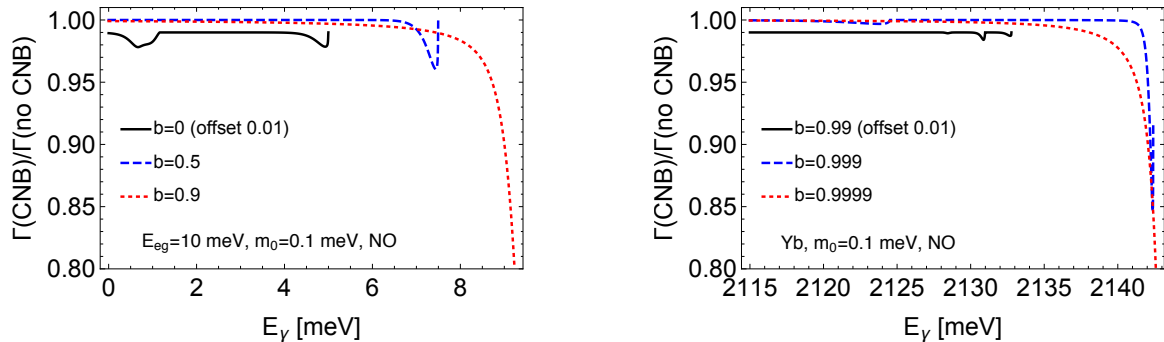 Γ(CNB)/Γ(no CNB)
1.00
0.95
0.90
0.85
0.80
b=0 (offset 0.01)
b=0.5
b=0.9
E_eg=10 meV, m_0=0.1 meV, NO
0 2 4 6 8
E_γ [meV]
Γ(CNB)/Γ(no CNB)
1.00
0.95
0.90
0.85
0.80
b=0.99 (offset 0.01)
b=0.999
b=0.9999
Yb, m_0=0.1 meV, NO
2115 2120 2125 2130 2135 2140
E_γ [meV]